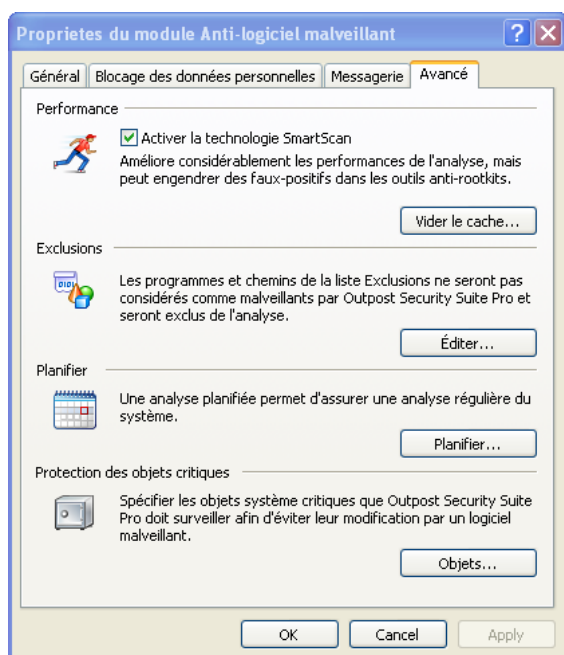 Proprietes du module Anti-logiciel malveillant
Général
Blocage des données personnelles
Messagerie
Avancé
Performance
Activer la technologie SmartScan
Améliore considérablement les performances de l'analyse, mais
peut engendrer des faux-positifs dans les outils anti-rootkits.
Vider le cache...
Exclusions
Les programmes et chemins de la liste Exclusions ne seront pas
considérés comme malveillants par Outpost Security Suite Pro et
seront exclus de l'analyse.
Éditer...
Planifier
Une analyse planifiée permet d'assurer une analyse régulière du
système.
Planifier...
Protection des objets critiques
Spécifier les objets système critiques que Outpost Security Suite
Pro doit surveiller afin d'éviter leur modification par un logiciel
malveillant.
Objets...
OK
Cancel
Apply